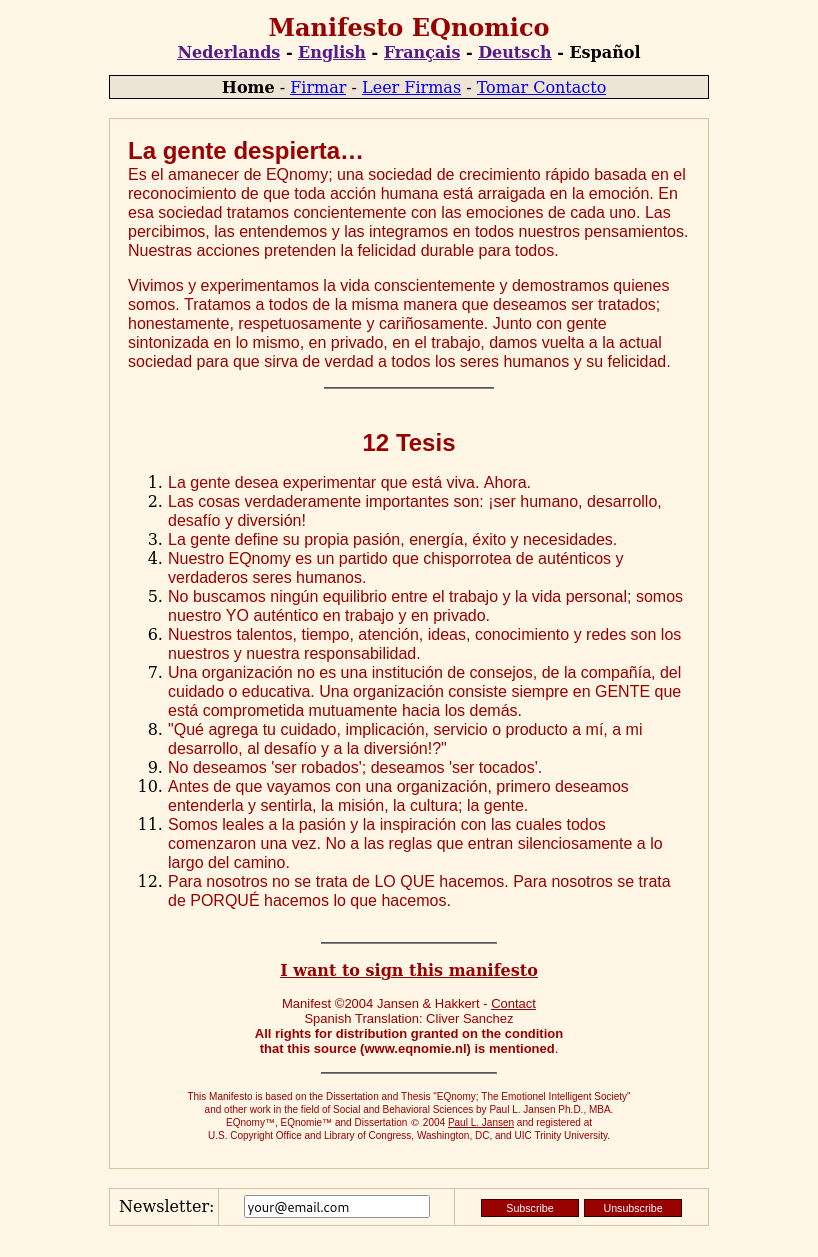 Manifesto EQnomico
Nederlands - English - Français - Deutsch - Español
Home - Firmar - Leer Firmas - Tomar Contacto
La gente despierta…
Es el amanecer de EQnomy; una sociedad de crecimiento rápido basada en el
reconocimiento de que toda acción humana está arraigada en la emoción. En
esa sociedad tratamos concientemente con las emociones de cada uno. Las
percibimos, las entendemos y las integramos en todos nuestros pensamientos.
Nuestras acciones pretenden la felicidad durable para todos.
Vivimos y experimentamos la vida conscientemente y demostramos quienes
somos. Tratamos a todos de la misma manera que deseamos ser tratados;
honestamente, respetuosamente y cariñosamente. Junto con gente
sintonizada en lo mismo, en privado, en el trabajo, damos vuelta a la actual
sociedad para que sirva de verdad a todos los seres humanos y su felicidad.
12 Tesis
1. La gente desea experimentar que está viva. Ahora.
2. Las cosas verdaderamente importantes son: ¡ser humano, desarrollo,
desafío y diversión!
3. La gente define su propia pasión, energía, éxito y necesidades.
4. Nuestro EQnomy es un partido que chisporrotea de auténticos y
verdaderos seres humanos.
5. No buscamos ningún equilibrio entre el trabajo y la vida personal; somos
nuestro YO auténtico en trabajo y en privado.
6. Nuestros talentos, tiempo, atención, ideas, conocimiento y redes son los
nuestros y nuestra responsabilidad.
7. Una organización no es una institución de consejos, de la compañía, del
cuidado o educativa. Una organización consiste siempre en GENTE que
está comprometida mutuamente hacia los demás.
8. "Qué agrega tu cuidado, implicación, servicio o producto a mí, a mi
desarrollo, al desafío y a la diversión!?"
9. No deseamos 'ser robados'; deseamos 'ser tocados'.
10. Antes de que vayamos con una organización, primero deseamos
entenderla y sentirla, la misión, la cultura; la gente.
11. Somos leales a la pasión y la inspiración con las cuales todos
comenzaron una vez. No a las reglas que entran silenciosamente a lo
largo del camino.
12. Para nosotros no se trata de LO QUE hacemos. Para nosotros se trata
de PORQUÉ hacemos lo que hacemos.
I want to sign this manifesto
Manifest ©2004 Jansen & Hakkert - Contact
Spanish Translation: Cliver Sanchez
All rights for distribution granted on the condition
that this source (www.eqnomie.nl) is mentioned.
This Manifesto is based on the Dissertation and Thesis "EQnomy; The Emotionel Intelligent Society"
and other work in the field of Social and Behavioral Sciences by Paul L. Jansen Ph.D., MBA.
EQnomy™, EQnomie™ and Dissertation © 2004 Paul L. Jansen and registered at
U.S. Copyright Office and Library of Congress, Washington, DC, and UIC Trinity University.
Newsletter: your@email.com Subscribe Unsubscribe